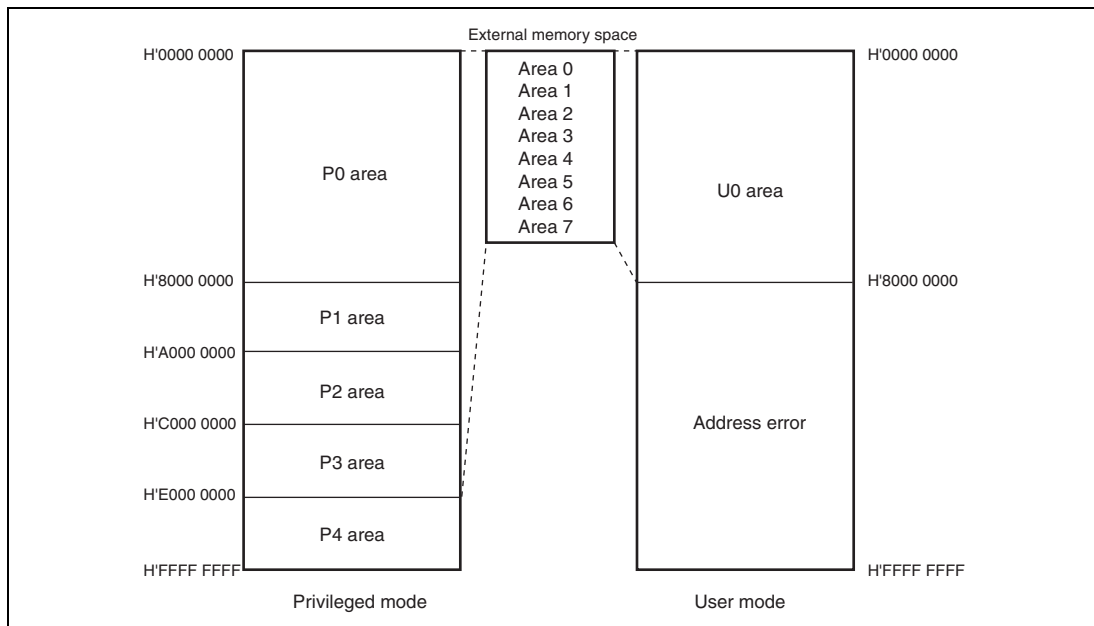 External memory space
H'0000 0000
Area 0
Area 1
Area 2
Area 3
Area 4
Area 5
Area 6
Area 7
H'0000 0000
P0 area
U0 area
H'8000 0000
H'8000 0000
P1 area
H'A000 0000
P2 area
H'C000 0000
Address error
P3 area
H'E000 0000
P4 area
H'FFFF FFFF
H'FFFF FFFF
Privileged mode
User mode